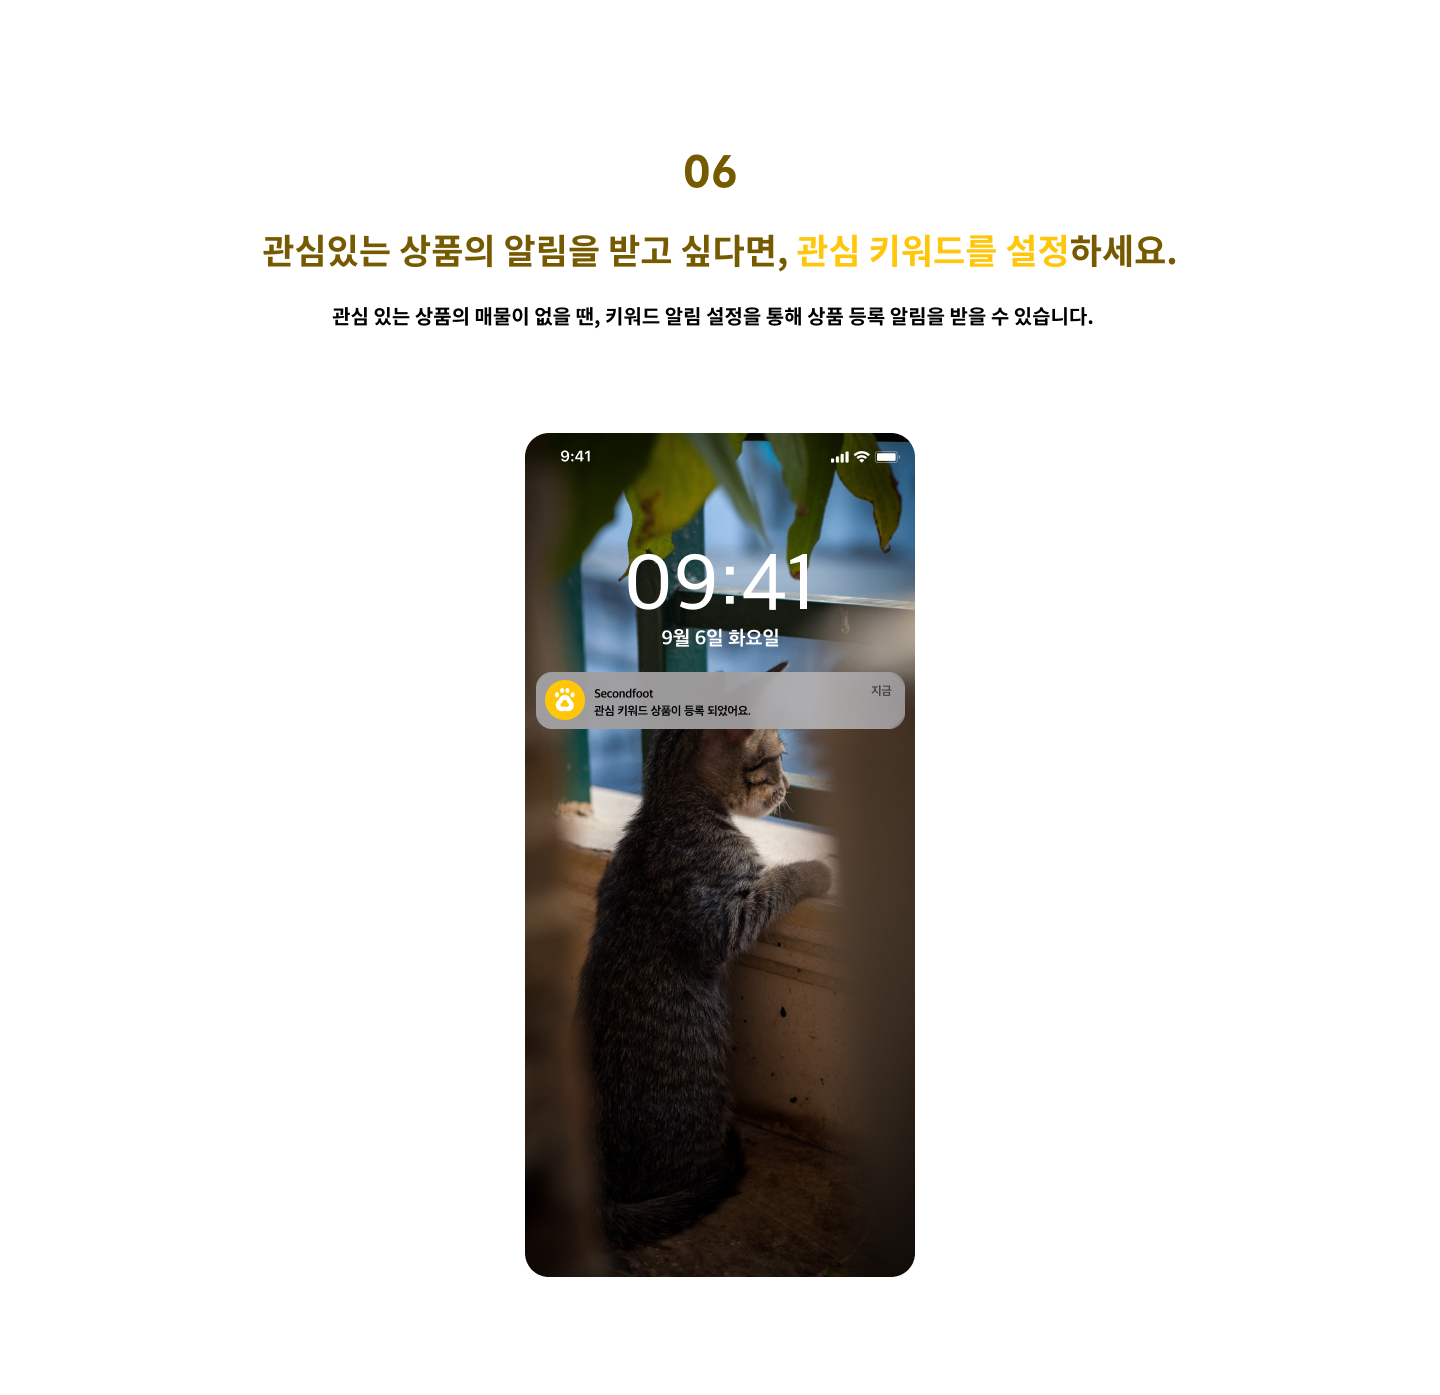 06
관심있는 상품의 알림을 받고 싶다면, 관심 키워드를 설정하세요.
관심 있는 상품의 매물이 없을 땐, 키워드 알림 설정을 통해 상품 등록 알림을 받을 수 있습니다.
9:41
09:41
9월 6일 화요일
Secondfoot
지금
관심 키워드 상품이 등록 되었어요.